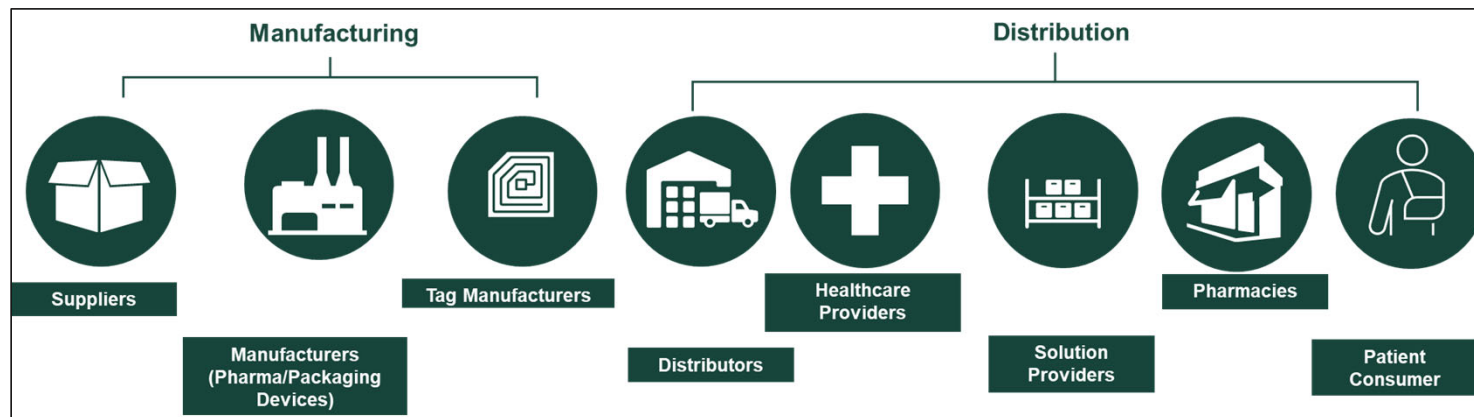 Manufacturing
Distribution
Suppliers
Manufacturers
(Pharma/Packaging
Devices)
Tag Manufacturers
Distributors
Healthcare
Providers
Solution
Providers
Pharmacies
Patient
Consumer